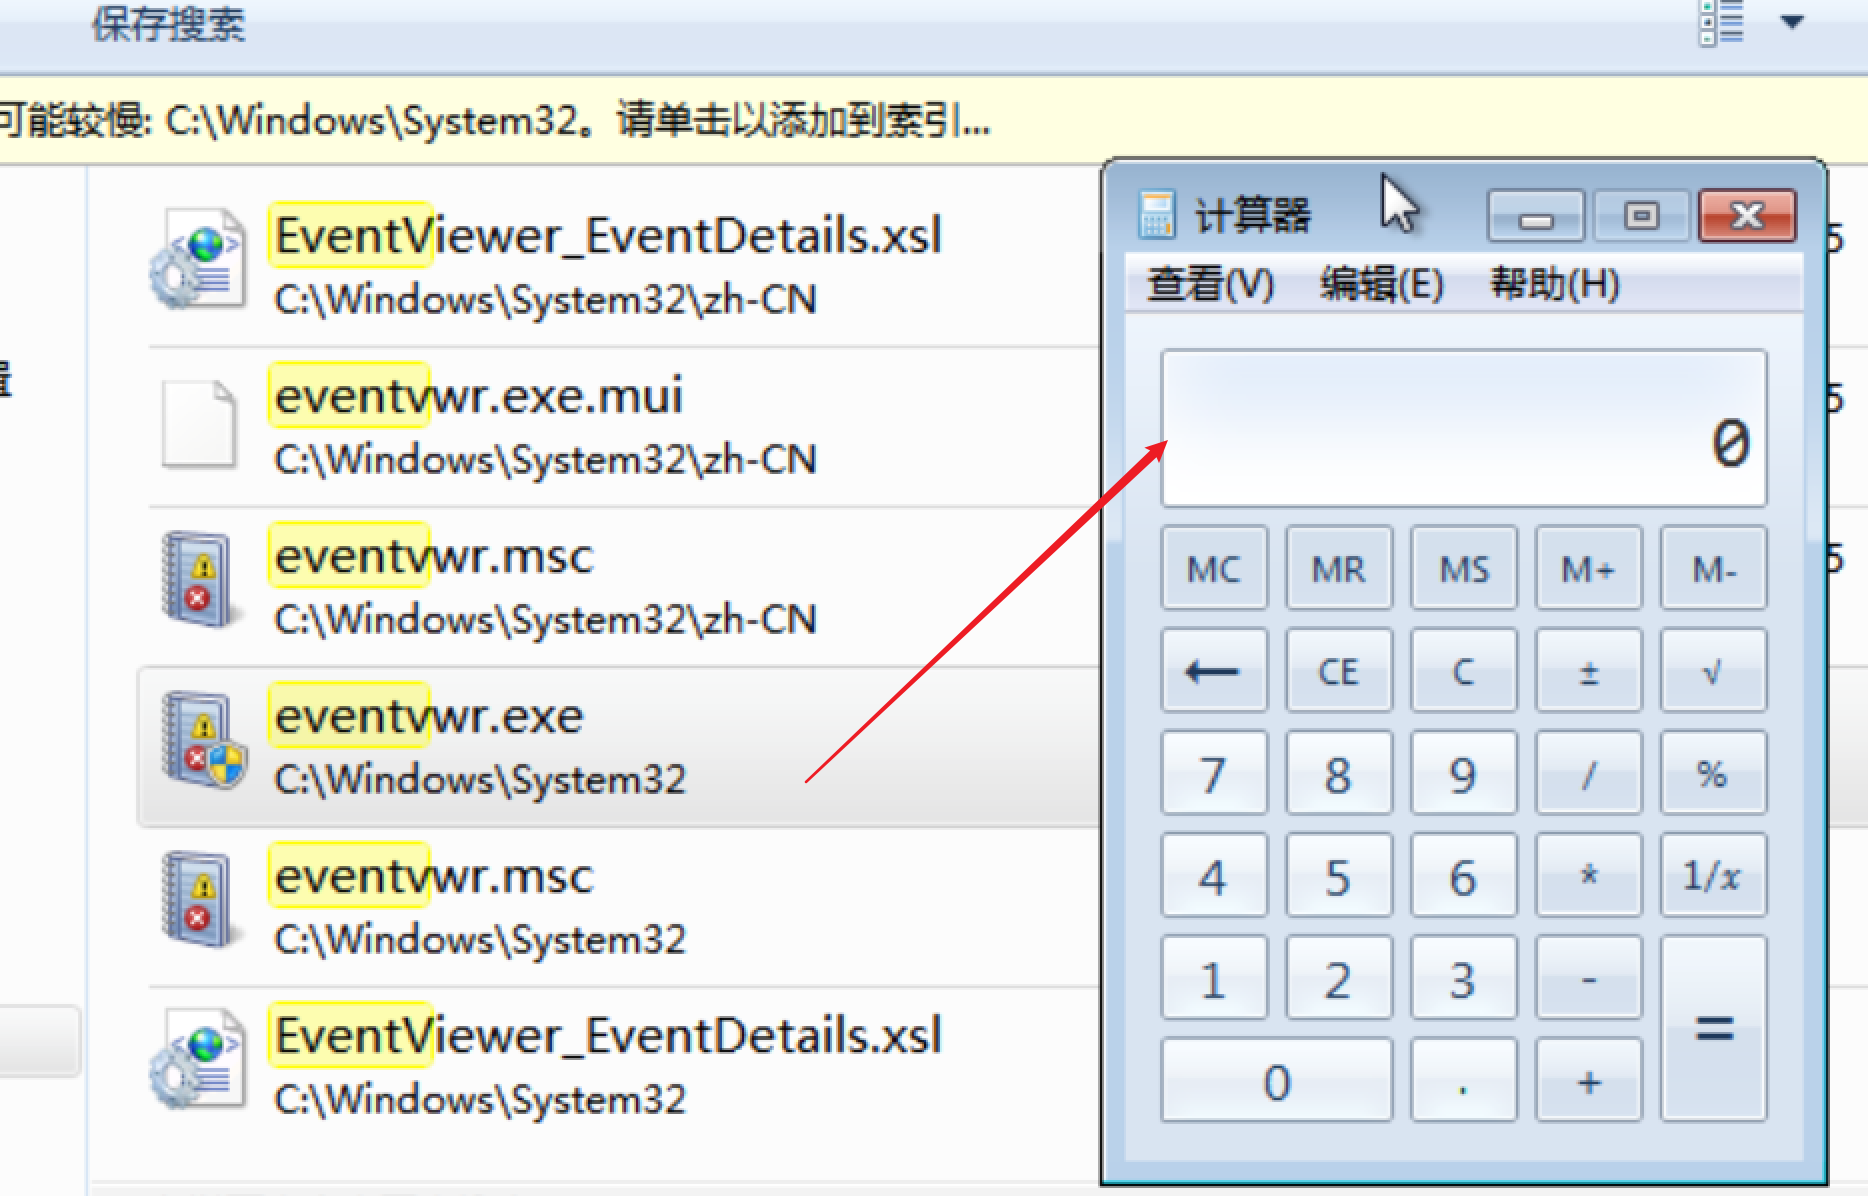 保存搜索
可能较慢: C:\Windows\System32。请单击以添加到索引...
EventViewer_EventDetails.xsl
C:\Windows\System32\zh-CN
eventvwr.exe.mui
C:\Windows\System32\zh-CN
eventvwr.msc
C:\Windows\System32\zh-CN
eventvwr.exe
C:\Windows\System32
eventvwr.msc
C:\Windows\System32
EventViewer_EventDetails.xsl
C:\Windows\System32
计算器
查看(V) 编辑(E) 帮助(H)
0
MC MR MS M+ M-
← CE C ± √
7 8 9 / %
4 5 6 * 1/x
1 2 3 - =
0 . +
5
5
5